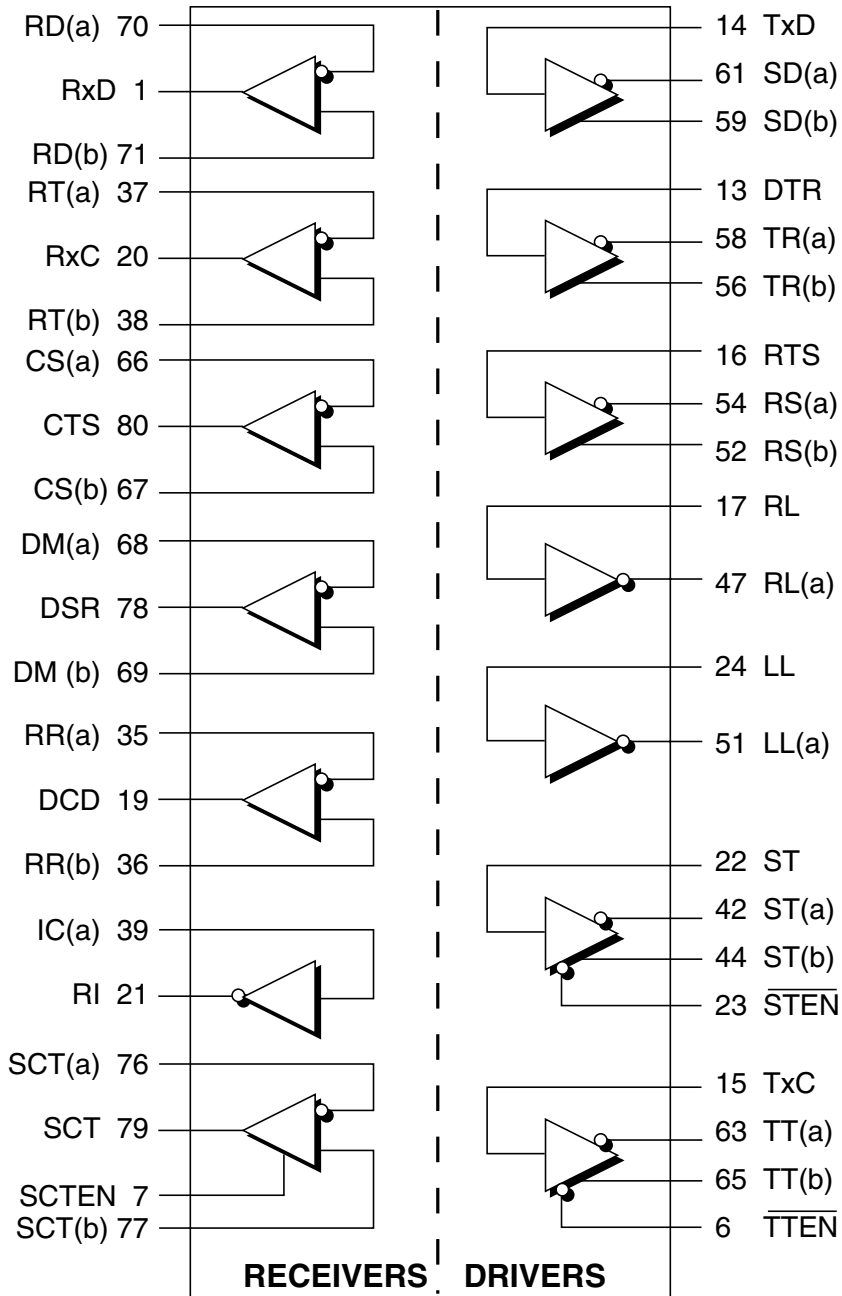 RD(a) 70
RxD 1
RD(b) 71
RT(a) 37
RxC 20
RT(b) 38
CS(a) 66
CTS 80
CS(b) 67
DM(a) 68
DSR 78
DM (b) 69
RR(a) 35
DCD 19
RR(b) 36
IC(a) 39
RI 21
SCT(a) 76
SCT 79
SCTEN 7
SCT(b) 77
RECEIVERS
14 TxD
61 SD(a)
59 SD(b)
13 DTR
58 TR(a)
56 TR(b)
16 RTS
54 RS(a)
52 RS(b)
17 RL
47 RL(a)
24 LL
51 LL(a)
22 ST
42 ST(a)
44 ST(b)
23 S̅T̅E̅N̅
15 TxC
63 TT(a)
65 TT(b)
6 T̅T̅E̅N̅
DRIVERS